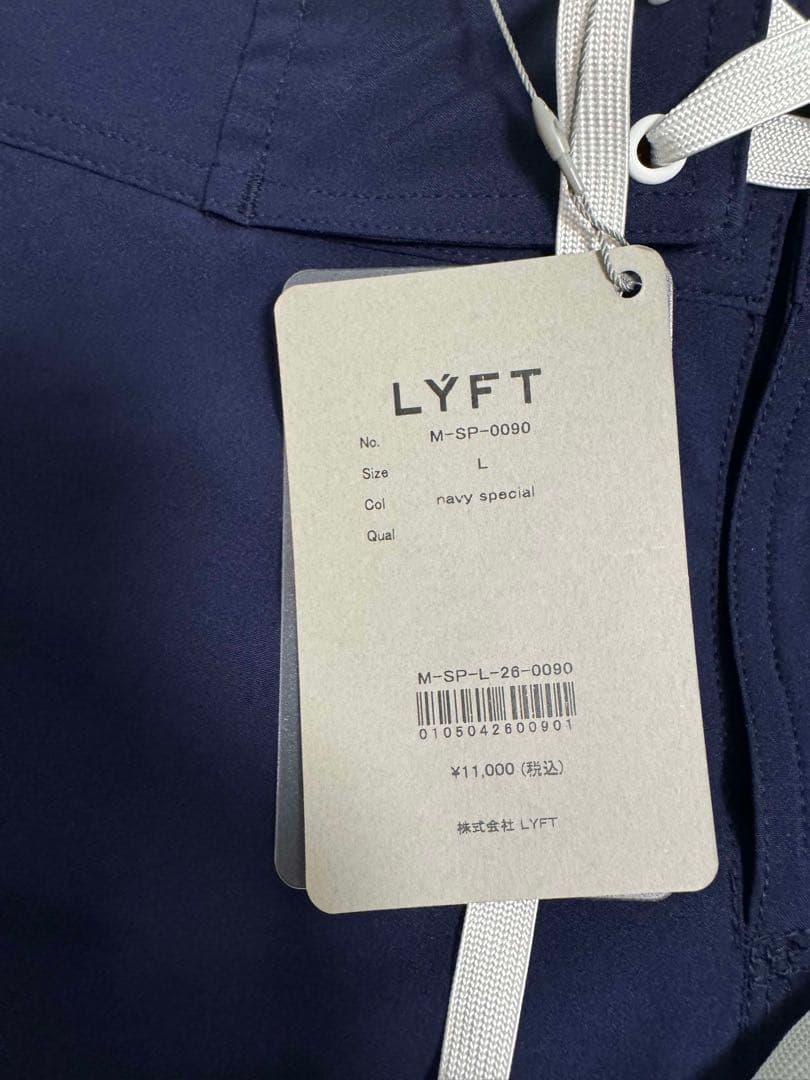 LÝFT
No. M-SP-0090
Size L
Col navy special
Qual
M-SP-L-26-0090
0105042600901
¥11,000 (税込)
株式会社 LYFT